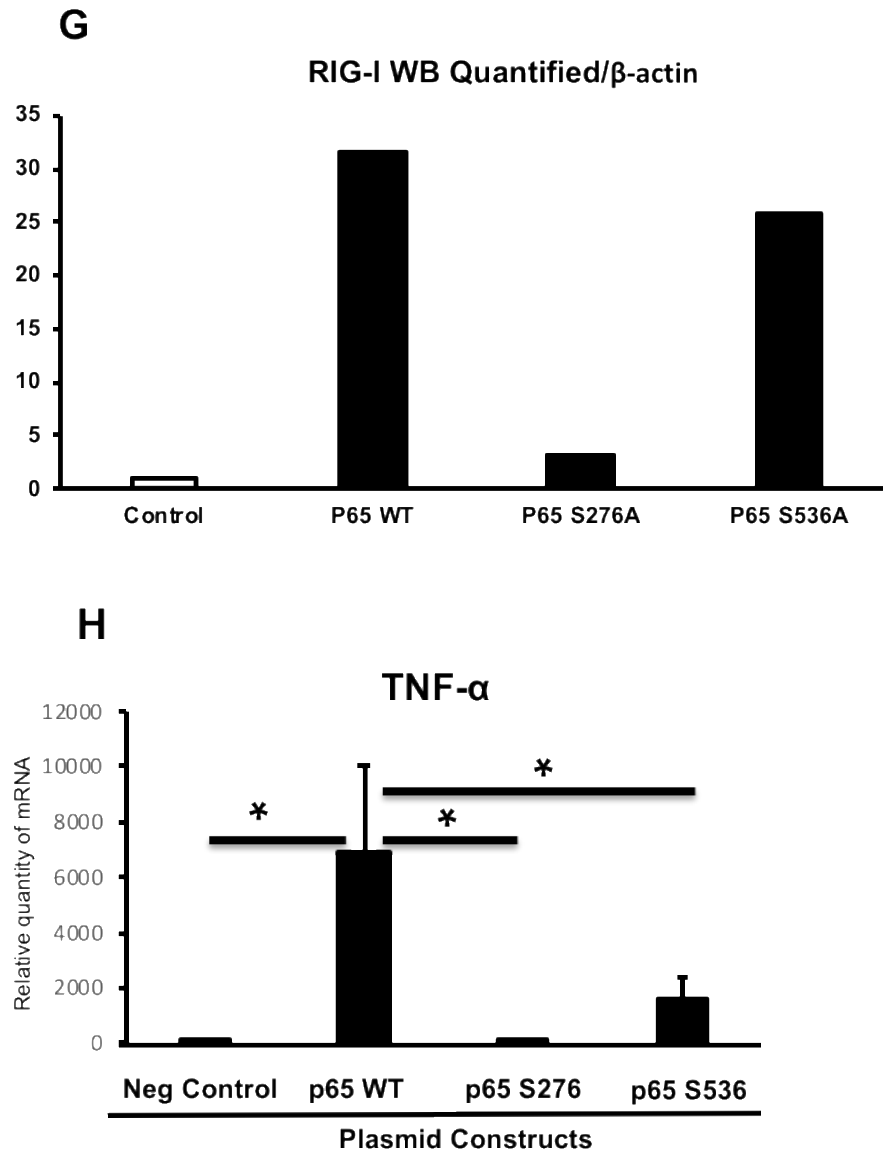 G
RIG-I WB Quantified/β-actin
35
30
25
20
15
10
5
0
Control P65 WT P65 S276A P65 S536A
H
TNF-α
Relative quantity of mRNA
12000
10000
8000
6000
4000
2000
0
*
*
*
Neg Control p65 WT p65 S276 p65 S536
Plasmid Constructs